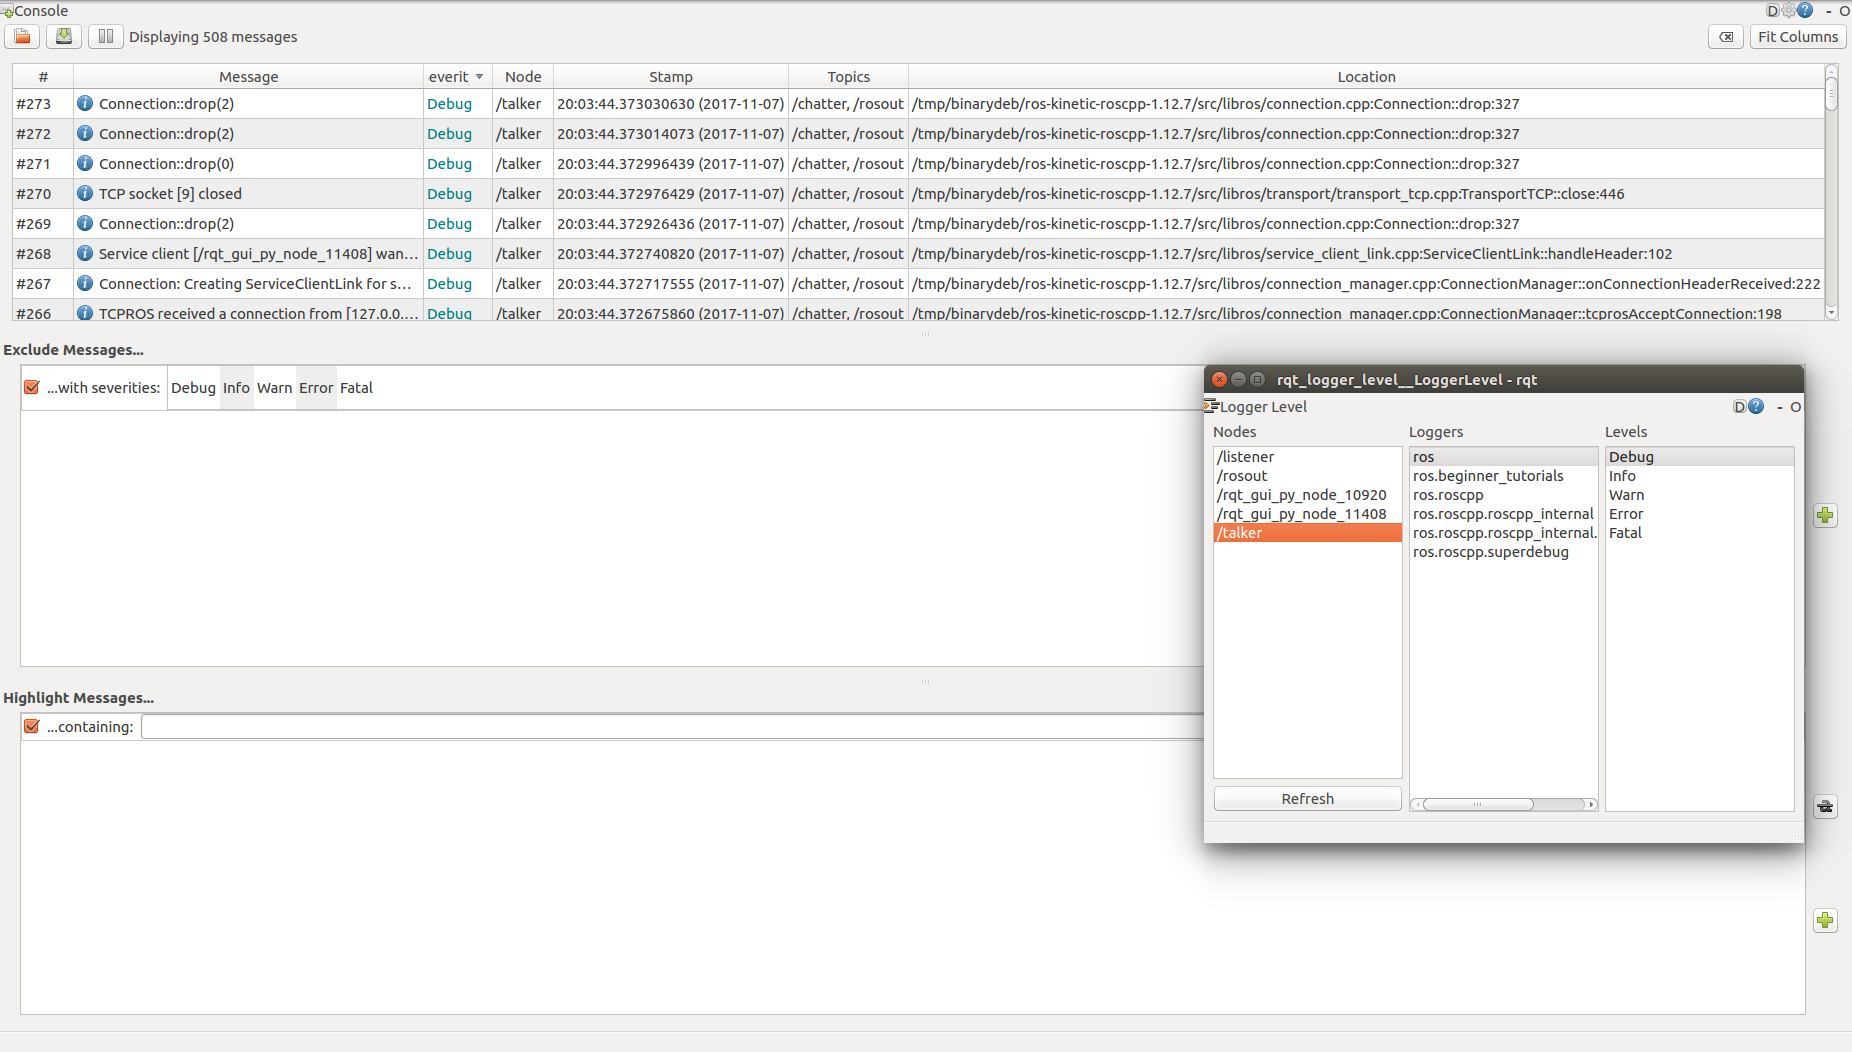 Console
D ? - O
Displaying 508 messages
Fit Columns
# Message everit Node Stamp Topics Location
#273 Connection::drop(2) Debug /talker 20:03:44.373030630 (2017-11-07) /chatter, /rosout /tmp/binarydeb/ros-kinetic-roscpp-1.12.7/src/libros/connection.cpp:Connection::drop:327
#272 Connection::drop(2) Debug /talker 20:03:44.373014073 (2017-11-07) /chatter, /rosout /tmp/binarydeb/ros-kinetic-roscpp-1.12.7/src/libros/connection.cpp:Connection::drop:327
#271 Connection::drop(0) Debug /talker 20:03:44.372996439 (2017-11-07) /chatter, /rosout /tmp/binarydeb/ros-kinetic-roscpp-1.12.7/src/libros/connection.cpp:Connection::drop:327
#270 TCP socket [9] closed Debug /talker 20:03:44.372976429 (2017-11-07) /chatter, /rosout /tmp/binarydeb/ros-kinetic-roscpp-1.12.7/src/libros/transport/transport_tcp.cpp:TransportTCP::close:446
#269 Connection::drop(2) Debug /talker 20:03:44.372926436 (2017-11-07) /chatter, /rosout /tmp/binarydeb/ros-kinetic-roscpp-1.12.7/src/libros/connection.cpp:Connection::drop:327
#268 Service client [/rqt_gui_py_node_11408] wan... Debug /talker 20:03:44.372740820 (2017-11-07) /chatter, /rosout /tmp/binarydeb/ros-kinetic-roscpp-1.12.7/src/libros/service_client_link.cpp:ServiceClientLink::handleHeader:102
#267 Connection: Creating ServiceClientLink for s... Debug /talker 20:03:44.372717555 (2017-11-07) /chatter, /rosout /tmp/binarydeb/ros-kinetic-roscpp-1.12.7/src/libros/connection_manager.cpp:ConnectionManager::onConnectionHeaderReceived:222
#266 TCPROS received a connection from [127.0.0.... Debug /talker 20:03:44.372675860 (2017-11-07) /chatter, /rosout /tmp/binarydeb/ros-kinetic-roscpp-1.12.7/src/libros/connection_manager.cpp:ConnectionManager::tcprosAcceptConnection:198
Exclude Messages...
...with severities: Debug Info Warn Error Fatal
Highlight Messages...
...containing:
rqt_logger_level__LoggerLevel - rqt
Logger Level
D ? - O
Nodes
/listener
/rosout
/rqt_gui_py_node_10920
/rqt_gui_py_node_11408
/talker
Refresh
Loggers
ros
ros.beginner_tutorials
ros.roscpp
ros.roscpp.roscpp_internal
ros.roscpp.roscpp_internal.
ros.roscpp.superdebug
Levels
Debug
Info
Warn
Error
Fatal